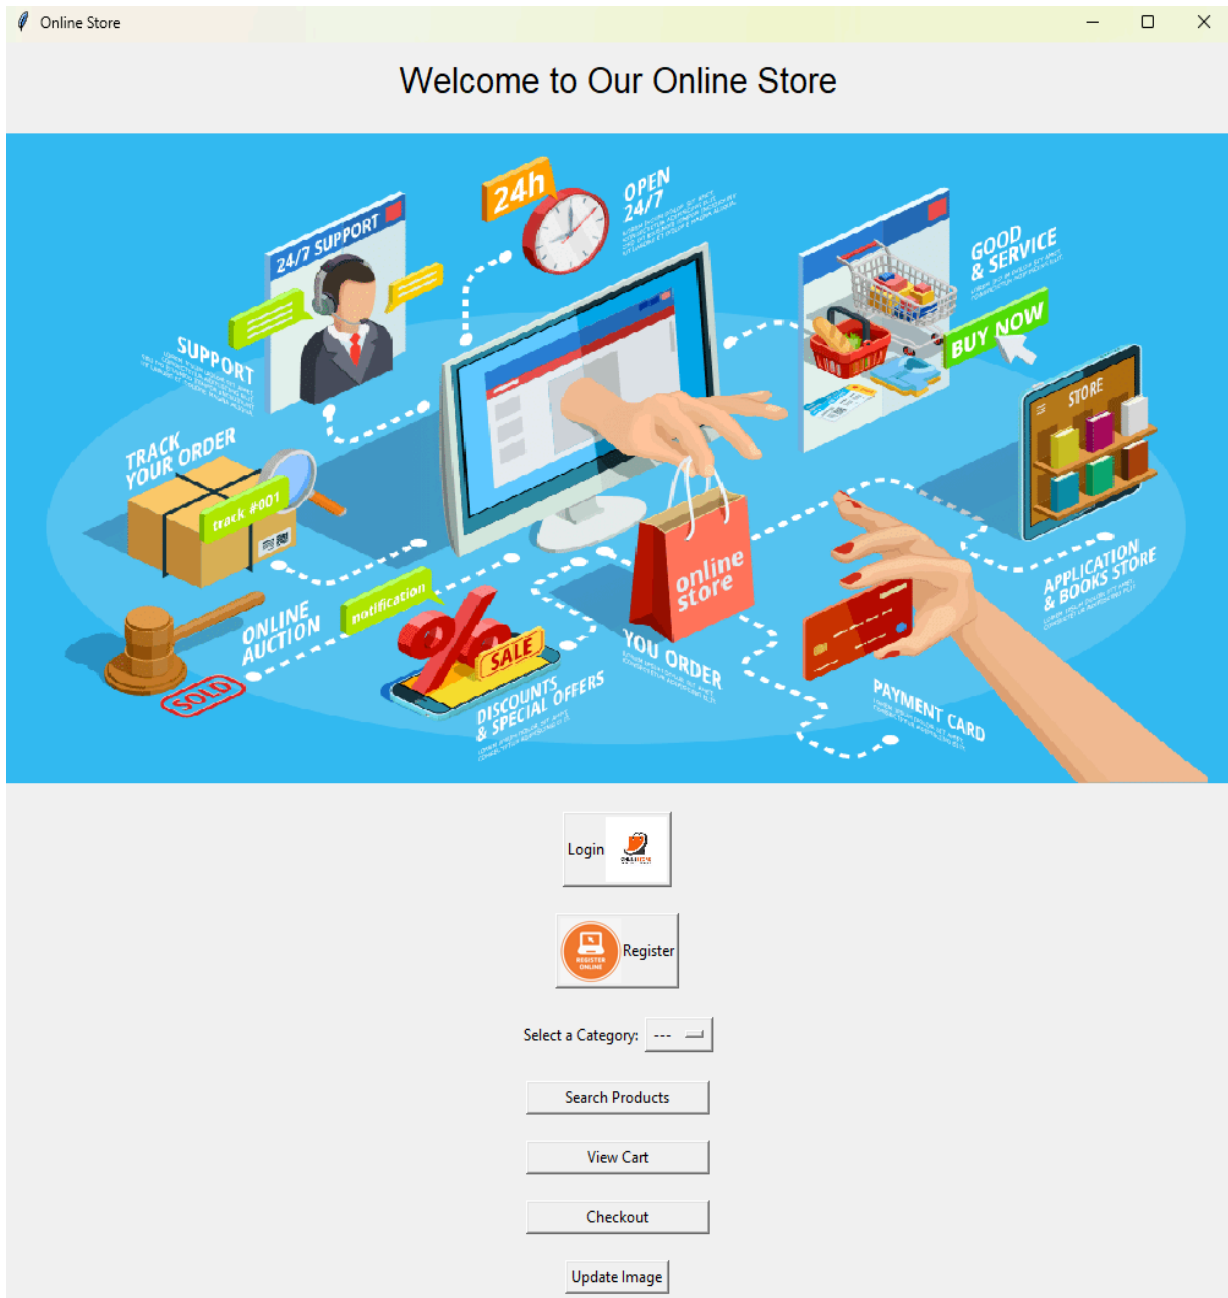 Online Store
Welcome to Our Online Store
24h
OPEN
24/7
24/7 SUPPORT
GOOD
& SERVICE
BUY NOW
SUPPORT
STORE
TRACK
YOUR ORDER
track #001
online
store
APPLICATION
& BOOKS STORE
notification
ONLINE
AUCTION
SALE
SOLD
YOU ORDER
DISCOUNTS
& SPECIAL OFFERS
PAYMENT CARD
Login
REGISTER
ONLINE
Register
Select a Category: ---
Search Products
View Cart
Checkout
Update Image